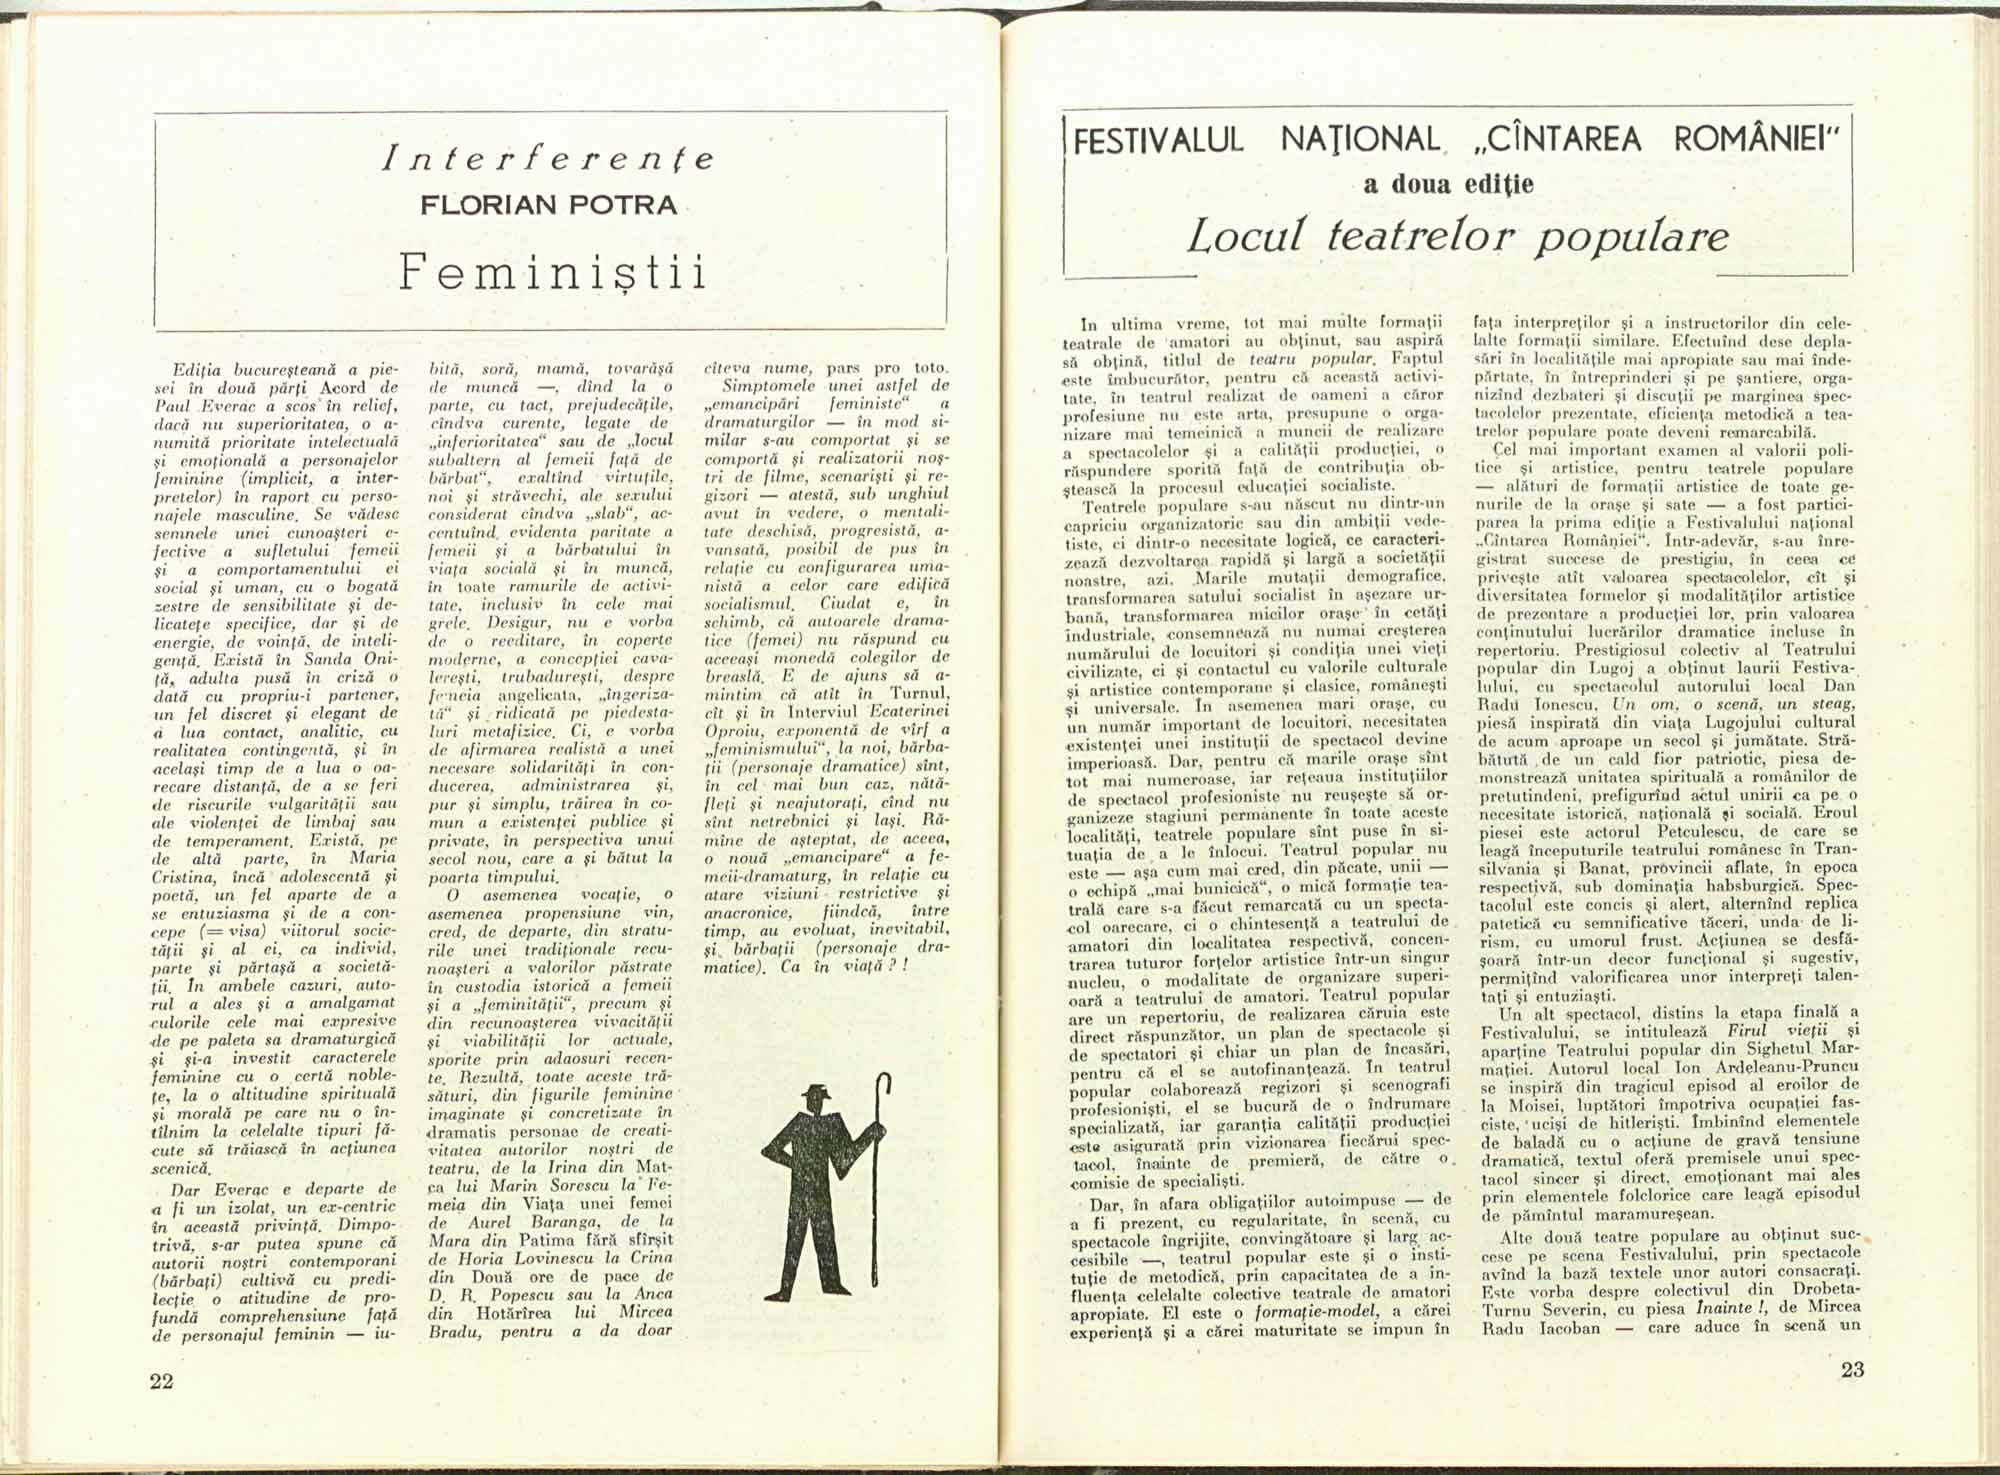 Interferențe
FLORIAN POTRA
Feminiștii
Ediția bucureșteană a pie-
sei în două părți Acord de
Paul Everac a scos în relief,
dacă nu superioritatea, o a-
numită prioritate intelectuală
și emoțională a personajelor
feminine (implicit, a inter-
pretelor) în raport cu perso-
najele masculine. Se vădesc
semnele unei cunoașteri e-
fective a sufletului femeii
și a comportamentului ei
social și uman, cu o bogată
zestre de sensibilitate și de-
licatețe specifice, dar și de
energie, de voință, de inteli-
gență. Există în Sanda Oni-
ță, adulta pusă în criză o
dată cu propriu-i partener,
un fel discret și elegant de
a lua contact, analitic, cu
realitatea contingentă, și în
același timp de a lua o oa-
recare distanță, de a se feri
de riscurile vulgarității sau
ale violenței de limbaj sau
de temperament. Există, pe
de altă parte, în Maria
Cristina, încă adolescentă și
poetă, un fel aparte de a
se entuziasma și de a con-
cepe (= visa) viitorul socie-
tății și al ei, ca individ,
parte și părtașă a societă-
ții. In ambele cazuri, auto-
rul a ales și a amalgamat
culorile cele mai expresive
de pe paleta sa dramaturgică
și și-a investit caracterele
feminine cu o certă noble-
țe, la o altitudine spirituală
și morală pe care nu o în-
tîlnim la celelalte tipuri fă-
cute să trăiască în acțiunea
scenică.
Dar Everac e departe de
a fi un izolat, un ex-centric
în această privință. Dimpo-
trivă, s-ar putea spune că
autorii noștri contemporani
(bărbați) cultivă cu predi-
lecție o atitudine de pro-
fundă comprehensiune față
de personajul feminin — iu-
bită, soră, mamă, tovarășă
de muncă —, dînd la o
parte, cu tact, prejudecățile,
cîndva curente, legate de
„inferioritatea“ sau de „locul
subaltern al femeii față de
bărbat“, exaltînd virtuțile,
noi și străvechi, ale sexului
considerat cîndva „slab“, ac-
centuînd evidenta paritate a
femeii și a bărbatului în
viața socială și în muncă,
în toate ramurile de activi-
tate, inclusiv în cele mai
grele. Desigur, nu e vorba
de o reeditare, în coperte
moderne, a concepției cava-
lerești, trubadurești, despre
femeia angelicata, „îngeriza-
tă“ și ridicată pe piedesta-
luri metafizice. Ci, e vorba
de afirmarea realistă a unei
necesare solidarități în con-
ducerea, administrarea și,
pur și simplu, trăirea în co-
mun a existenței publice și
private, în perspectiva unui
secol nou, care a și bătut la
poarta timpului.
O asemenea vocație, o
asemenea propensiune vin,
cred, de departe, din stratu-
rile unei tradiționale recu-
noașteri a valorilor păstrate
în custodia istorică a femeii
și a „feminității“, precum și
din recunoașterea vivacității
și viabilității lor actuale,
sporite prin adaosuri recen-
te. Rezultă, toate aceste tră-
sături, din figurile feminine
imaginate și concretizate în
dramatis personae de creati-
vitatea autorilor noștri de
teatru, de la Irina din Mat-
ca lui Marin Sorescu la Fe-
meia din Viața unei femei
de Aurel Baranga, de la
Mara din Patima fără sfîrșit
de Horia Lovinescu la Crina
din Două ore de pace de
D. R. Popescu sau la Anca
din Hotărîrea lui Mircea
Bradu, pentru a da doar
cîteva nume, pars pro toto.
Simptomele unei astfel de
„emancipări feministe“ a
dramaturgilor — în mod si-
milar s-au comportat și se
comportă și realizatorii noș-
tri de filme, scenariști și re-
gizori — atestă, sub unghiul
avut în vedere, o mentali-
tate deschisă, progresistă, a-
vansată, posibil de pus în
relație cu configurarea uma-
nistă a celor care edifică
socialismul. Ciudat e, în
schimb, că autoarele drama-
tice (femei) nu răspund cu
aceeași monedă colegilor de
breaslă. E de ajuns să a-
mintim că atît în Turnul,
cît și în Interviul Ecaterinei
Oproiu, exponentă de vîrf a
„feminismului“, la noi, bărba-
ții (personaje dramatice) sînt,
în cel mai bun caz, nătă-
fleți și neajutorați, cînd nu
sînt netrebnici și lași. Ră-
mîne de așteptat, de aceea,
o nouă „emancipare“ a fe-
meii-dramaturg, în relație cu
atare viziuni restrictive și
anacronice, fiindcă, între
timp, au evoluat, inevitabil,
și bărbații (personaje dra-
matice). Ca în viață ? !
22
FESTIVALUL NAȚIONAL „CÎNTAREA ROMÂNIEI“
a doua ediție
Locul teatrelor populare
In ultima vreme, tot mai multe formații
teatrale de amatori au obținut, sau aspiră
să obțină, titlul de teatru popular. Faptul
este îmbucurător, pentru că această activi-
tate, în teatrul realizat de oameni a căror
profesiune nu este arta, presupune o orga-
nizare mai temeinică a muncii de realizare
a spectacolelor și a calității producției, o
răspundere sporită față de contribuția ob-
ștească la procesul educației socialiste.
Teatrele populare s-au născut nu dintr-un
capriciu organizatoric sau din ambiții vede-
tiste, ci dintr-o necesitate logică, ce caracteri-
zează dezvoltarea rapidă și largă a societății
noastre, azi. Marile mutații demografice,
transformarea satului socialist în așezare ur-
bană, transformarea micilor orașe în cetăți
industriale, consemnează nu numai creșterea
numărului de locuitori și condiția unei vieți
civilizate, ci și contactul cu valorile culturale
și artistice contemporane și clasice, românești
și universale. In asemenea mari orașe, cu
un număr important de locuitori, necesitatea
existenței unei instituții de spectacol devine
imperioasă. Dar, pentru că marile orașe sînt
tot mai numeroase, iar rețeaua instituțiilor
de spectacol profesioniste nu reușește să or-
ganizeze stagiuni permanente în toate aceste
localități, teatrele populare sînt puse în si-
tuația de a le înlocui. Teatrul popular nu
este — așa cum mai cred, din păcate, unii —
o echipă „mai bunicică“, o mică formație tea-
trală care s-a făcut remarcată cu un specta-
col oarecare, ci o chintesență a teatrului de
amatori din localitatea respectivă, concen-
trarea tuturor forțelor artistice într-un singur
nucleu, o modalitate de organizare superi-
oară a teatrului de amatori. Teatrul popular
are un repertoriu, de realizarea căruia este
direct răspunzător, un plan de spectacole și
de spectatori și chiar un plan de încasări,
pentru că el se autofinanțează. In teatrul
popular colaborează regizori și scenografi
profesioniști, el se bucură de o îndrumare
specializată, iar garanția calității producției
este asigurată prin vizionarea fiecărui spec-
tacol, înainte de premieră, de către o
comisie de specialiști.
Dar, în afara obligațiilor autoimpuse — de
a fi prezent, cu regularitate, în scenă, cu
spectacole îngrijite, convingătoare și larg ac-
cesibile —, teatrul popular este și o insti-
tuție de metodică, prin capacitatea de a in-
fluența celelalte colective teatrale de amatori
apropiate. El este o formație-model, a cărei
experiență și a cărei maturitate se impun în
fața interpreților și a instructorilor din cele-
lalte formații similare. Efectuînd dese depla-
sări în localitățile mai apropiate sau mai înde-
părtate, în întreprinderi și pe șantiere, orga-
nizînd dezbateri și discuții pe marginea spec-
tacolelor prezentate, eficiența metodică a tea-
trelor populare poate deveni remarcabilă.
Cel mai important examen al valorii poli-
tice și artistice, pentru teatrele populare
— alături de formații artistice de toate ge-
nurile de la orașe și sate — a fost partici-
parea la prima ediție a Festivalului național
„Cîntarea României“. Intr-adevăr, s-au înre-
gistrat succese de prestigiu, în ceea ce
privește atît valoarea spectacolelor, cît și
diversitatea formelor și modalităților artistice
de prezentare a producției lor, prin valoarea
conținutului lucrărilor dramatice incluse în
repertoriu. Prestigiosul colectiv al Teatrului
popular din Lugoj a obținut laurii Festiva-
lului, cu spectacolul autorului local Dan
Radu Ionescu, Un om, o scenă, un steag,
piesă inspirată din viața Lugojului cultural
de acum aproape un secol și jumătate. Stră-
bătută de un cald fior patriotic, piesa de-
monstrează unitatea spirituală a românilor de
pretutindeni, prefigurînd actul unirii ca pe o
necesitate istorică, națională și socială. Eroul
piesei este actorul Petculescu, de care se
leagă începuturile teatrului românesc în Tran-
silvania și Banat, provincii aflate, în epoca
respectivă, sub dominația habsburgică. Spec-
tacolul este concis și alert, alternînd replica
patetică cu semnificative tăceri, unda de li-
rism, cu umorul frust. Acțiunea se desfă-
șoară într-un decor funcțional și sugestiv,
permițînd valorificarea unor interpreți talen-
tați și entuziaști.
Un alt spectacol, distins la etapa finală a
Festivalului, se intitulează Firul vieții și
aparține Teatrului popular din Sighetul Mar-
mației. Autorul local Ion Ardeleanu-Pruncu
se inspiră din tragicul episod al eroilor de
la Moisei, luptători împotriva ocupației fas-
ciste, uciși de hitleriști. Imbinînd elementele
de baladă cu o acțiune de gravă tensiune
dramatică, textul oferă premisele unui spec-
tacol sincer și direct, emoționant mai ales
prin elementele folclorice care leagă episodul
de pămîntul maramureșean.
Alte două teatre populare au obținut suc-
cese pe scena Festivalului, prin spectacole
avînd la bază textele unor autori consacrați.
Este vorba despre colectivul din Drobeta-
Turnu Severin, cu piesa Inainte !, de Mircea
Radu Iacoban — care aduce în scenă un
23